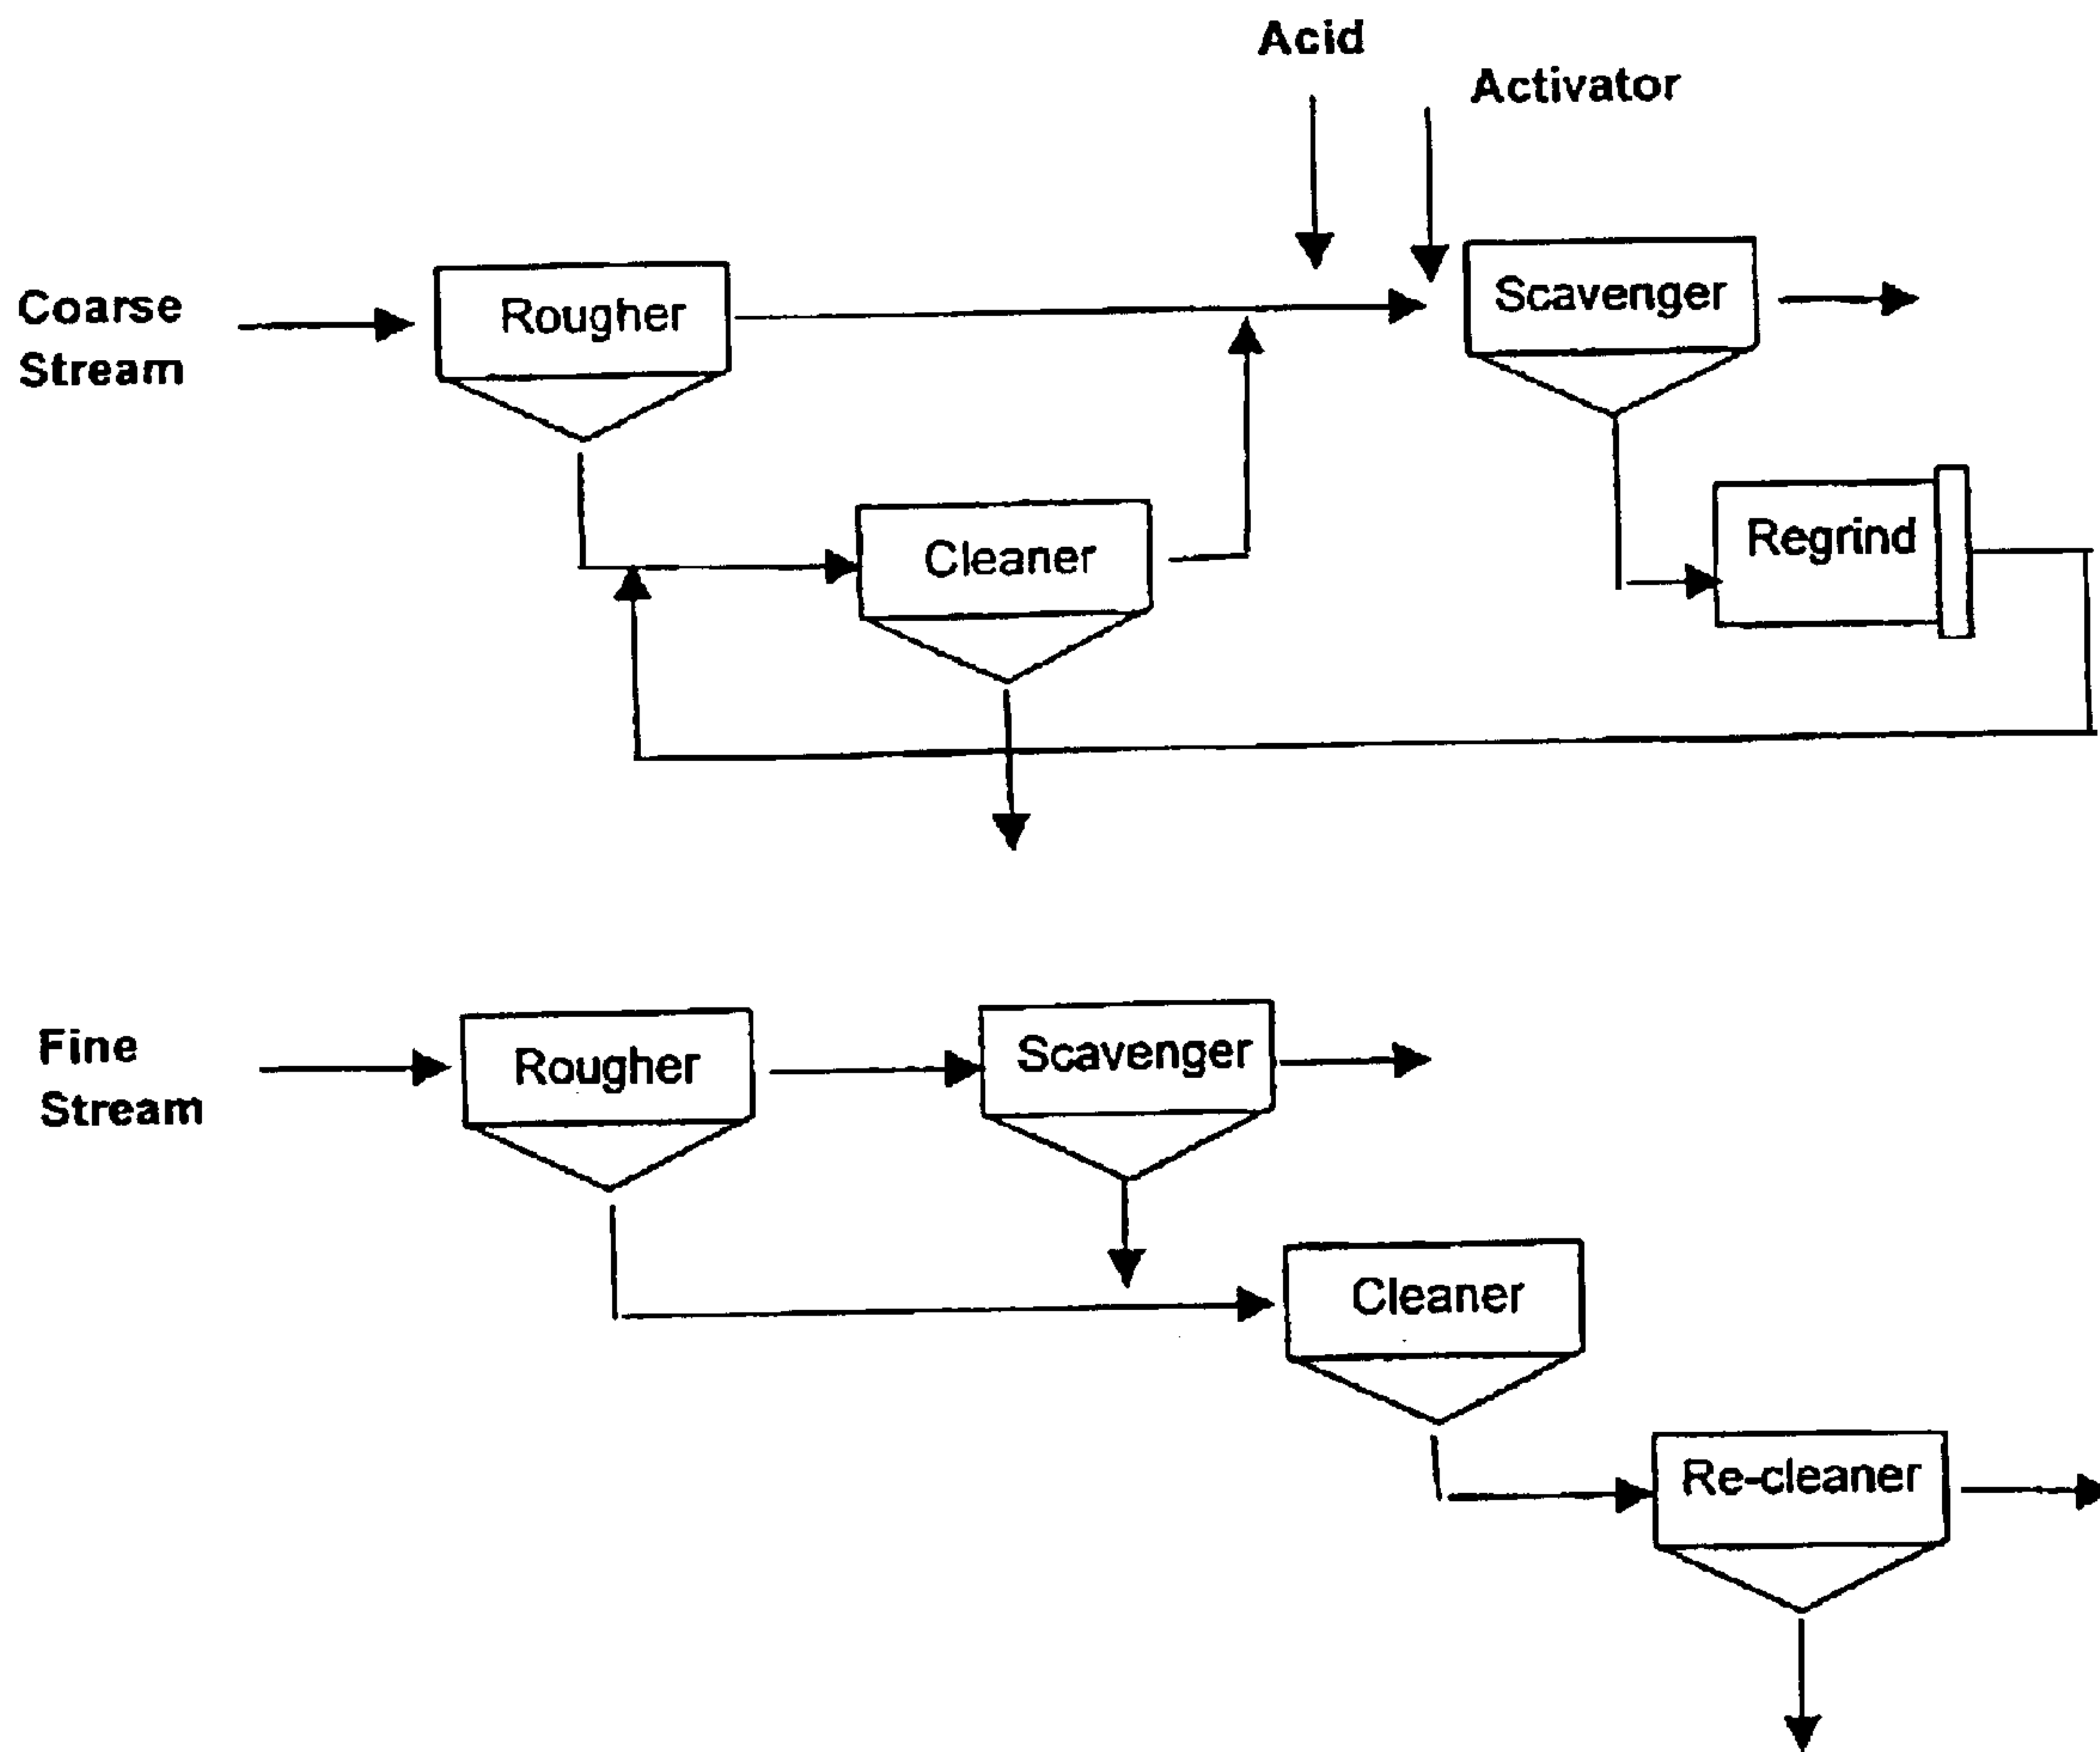 Acid
Activator
Coarse
Stream
Rougher
Scavenger
Cleaner
Regrind
Fine
Stream
Rougher
Scavenger
Cleaner
Re-cleaner